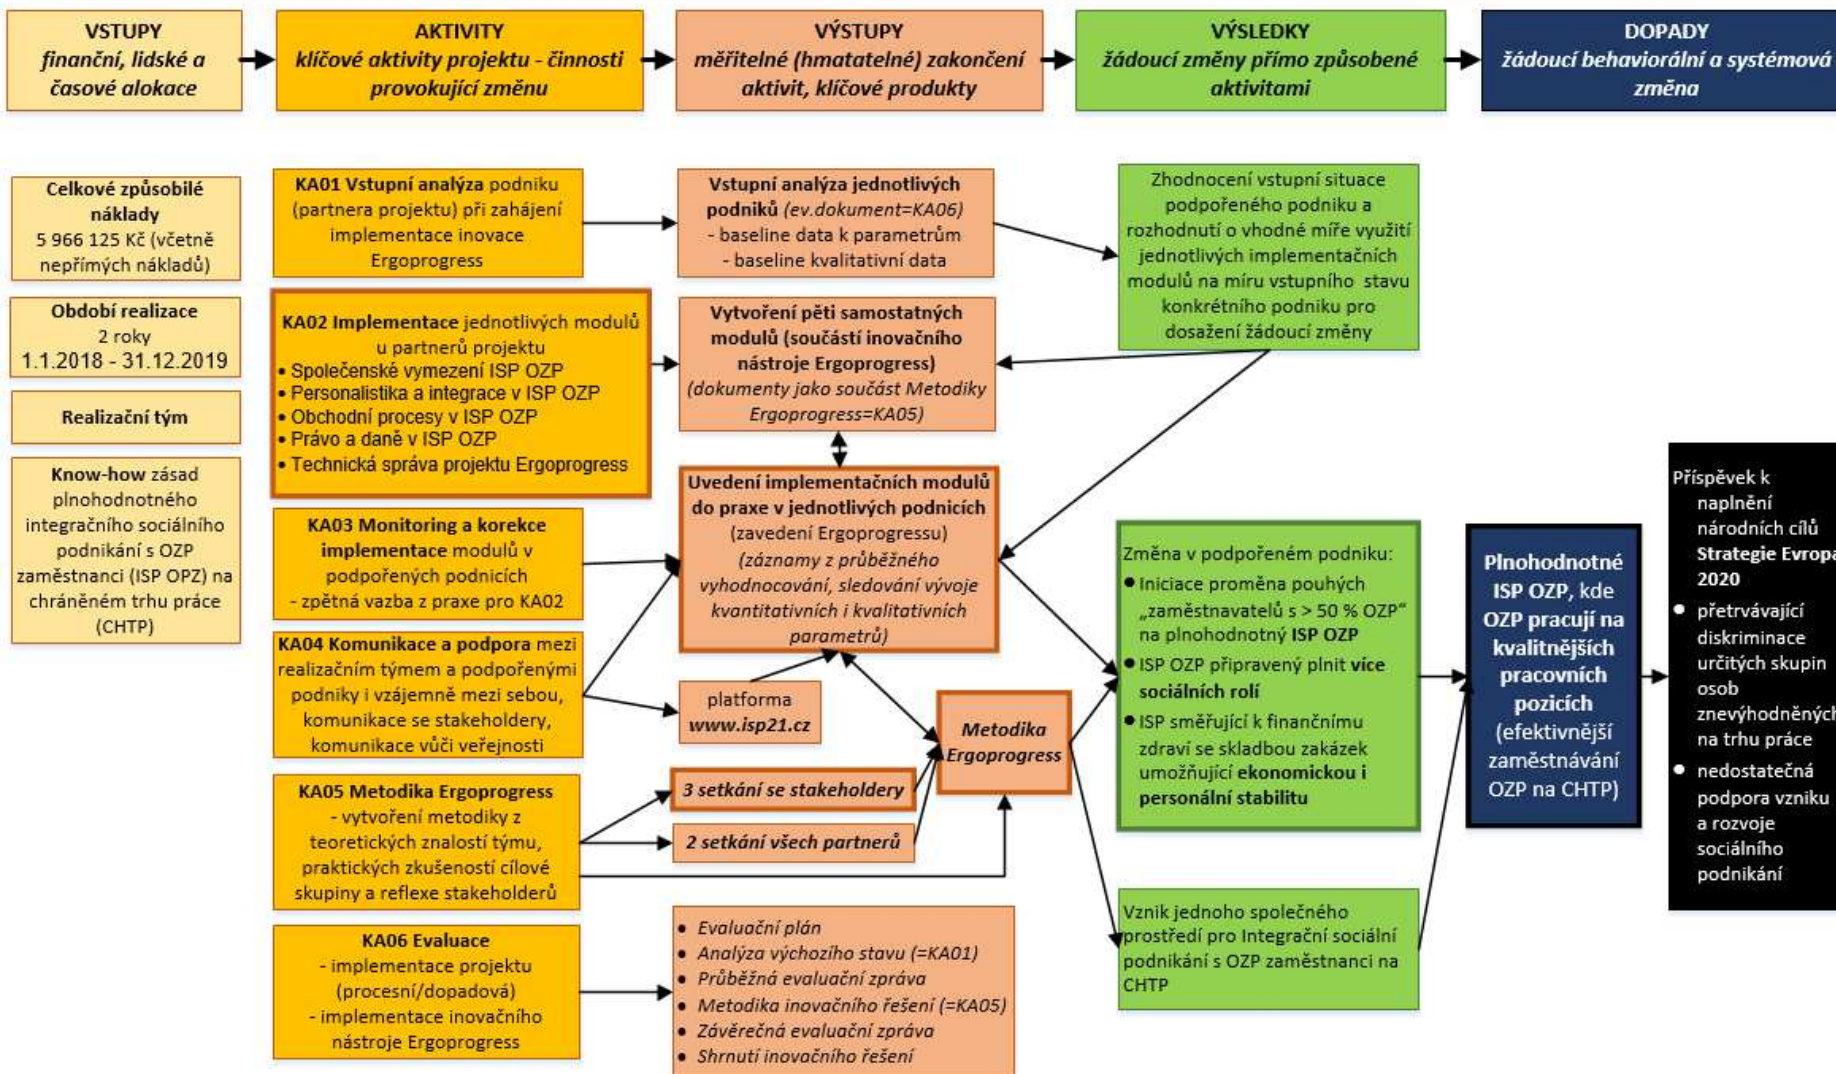 VSTUPY
finanční, lidské a
časové alokace
AKTIVITY
klíčové aktivity projektu - činnosti
provokující změnu
VÝSTUPY
měřitelné (hmatatelné) zakončení
aktivit, klíčové produkty
VÝSLEDKY
žádoucí změny přímo způsobené
aktivitami
DOPADY
žádoucí behaviorální a systémová
změna
Celkové způsobilé
náklady
5 966 125 Kč (včetně
nepřímých nákladů)
Období realizace
2 roky
1.1.2018 - 31.12.2019
Realizační tým
Know-how zásad
plnohodnotného
integračního sociálního
podnikání s OZP
zaměstnanci (ISP OPZ) na
chráněném trhu práce
(CHTP)
KA01 Vstupní analýza podniku
(partnera projektu) při zahájení
implementace inovace
Ergoprogress
KA02 Implementace jednotlivých modulů
u partnerů projektu
• Společenské vymezení ISP OZP
• Personalistika a integrace v ISP OZP
• Obchodní procesy v ISP OZP
• Právo a daně v ISP OZP
• Technická správa projektu Ergoprogress
KA03 Monitoring a korekce
implementace modulů v
podpořených podnicích
- zpětná vazba z praxe pro KA02
KA04 Komunikace a podpora mezi
realizačním týmem a podpořenými
podniky i vzájemně mezi sebou,
komunikace se stakeholdery,
komunikace vůči veřejnosti
KA05 Metodika Ergoprogress
- vytvoření metodiky z
teoretických znalostí týmu,
praktických zkušeností cílové
skupiny a reflexe stakeholderů
KA06 Evaluace
- implementace projektu
(procesní/dopadová)
- implementace inovačního
nástroje Ergoprogress
Vstupní analýza jednotlivých
podniků (ev.dokument=KA06)
- baseline data k parametrům
- baseline kvalitativní data
Vytvoření pěti samostatných
modulů (součástí inovačního
nástroje Ergoprogress)
(dokumenty jako součást Metodiky
Ergoprogress=KA05)
Uvedení implementačních modulů
do praxe v jednotlivých podnicích
(zavedení Ergoprogressu)
(záznamy z průběžného
vyhodnocování, sledování vývoje
kvantitativních i kvalitativních
parametrů)
platforma
www.isp21.cz
3 setkání se stakeholdery
2 setkání všech partnerů
Metodika
Ergoprogress
• Evaluační plán
• Analýza výchozího stavu (=KA01)
• Průběžná evaluační zpráva
• Metodika inovačního řešení (=KA05)
• Závěrečná evaluační zpráva
• Shrnutí inovačního řešení
Zhodnocení vstupní situace
podpořeného podniku a
rozhodnutí o vhodné míře využití
jednotlivých implementačních
modulů na míru vstupního stavu
konkrétního podniku pro
dosažení žádoucí změny
Změna v podpořeném podniku:
• Iniciace proměna pouhých
„zaměstnavatelů s > 50 % OZP“
na plnohodnotný ISP OZP
• ISP OZP připravený plnit více
sociálních rolí
• ISP směřující k finančnímu
zdraví se skladbou zakázek
umožňující ekonomickou i
personální stabilitu
Vznik jednoho společného
prostředí pro Integrační sociální
podnikání s OZP zaměstnanci na
CHTP
Plnohodnotné
ISP OZP, kde
OZP pracují na
kvalitnějších
pracovních
pozicích
(efektivnější
zaměstnávání
OZP na CHTP)
Příspěvek k
naplnění
národních cílů
Strategie Evropa
2020
• přetrvávající
diskriminace
určitých skupin
osob
znevýhodněných
na trhu práce
• nedostatečná
podpora vzniku
a rozvoje
sociálního
podnikání